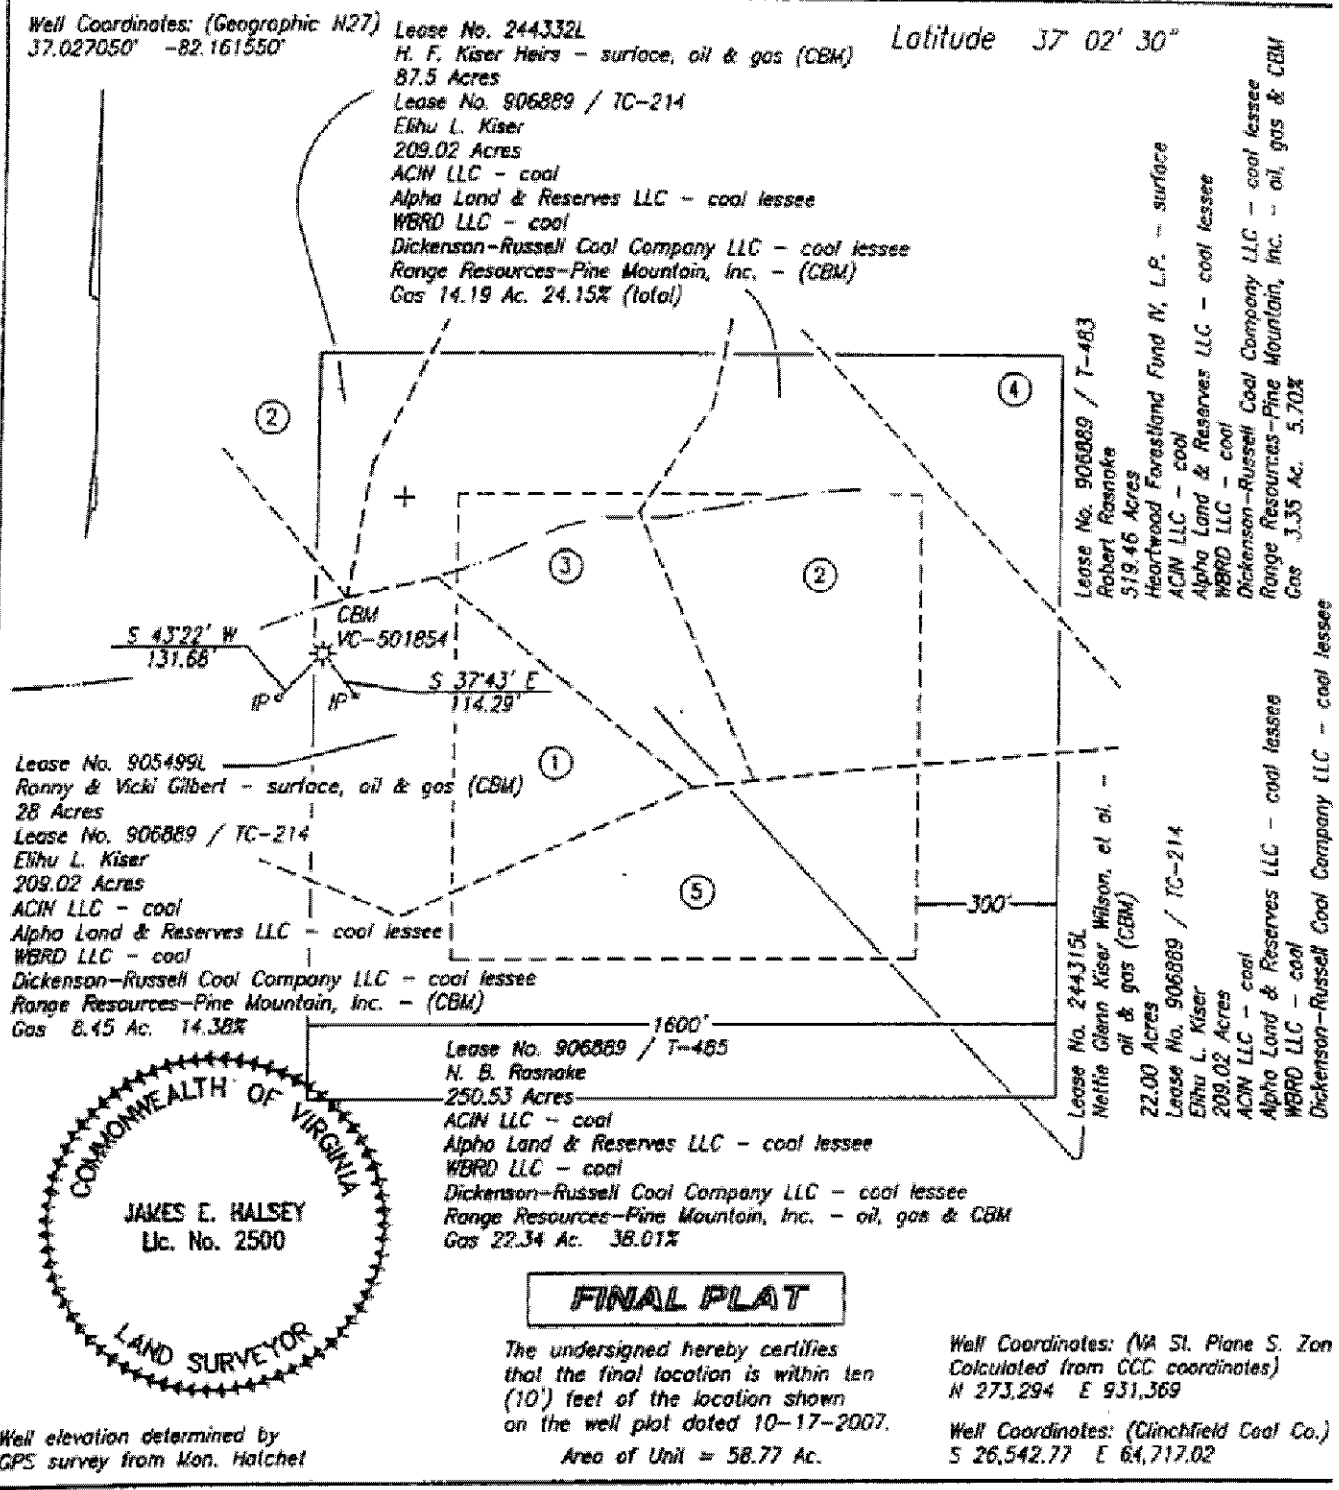 Well Coordinates: (Geographic N27)
37.027050° -82.161550°
Lease No. 244332L
H. F. Kiser Heirs - surface, oil & gas (CBM)
87.5 Acres
Lease No. 906889 / TC-214
Elihu L. Kiser
209.02 Acres
ACIN LLC - coal
Alpha Land & Reserves LLC - coal lessee
WBRD LLC - coal
Dickenson-Russell Coal Company LLC - coal lessee
Range Resources-Pine Mountain, Inc. - (CBM)
Gas 14.19 Ac. 24.15% (total)
Latitude 37° 02' 30"
Lease No. 906889 / T-483
Robert Rasnake
519.46 Acres
Heartwood Forestland Fund IV, L.P. - surface
ACIN LLC - coal
Alpha Land & Reserves LLC - coal lessee
WBRD LLC - coal
Dickenson-Russell Coal Company LLC - coal lessee
Range Resources-Pine Mountain, Inc. - oil, gas & CBM
Gas 3.35 Ac. 5.70%
2
4
3
2
CBM
VC-501854
S 43°22' W
131.68'
IP
IP
S 37°43' E
114.29'
1
5
300'
1600'
Lease No. 905499L
Ronny & Vicki Gilbert - surface, oil & gas (CBM)
28 Acres
Lease No. 906889 / TC-214
Elihu L. Kiser
209.02 Acres
ACIN LLC - coal
Alpha Land & Reserves LLC - coal lessee
WBRD LLC - coal
Dickenson-Russell Coal Company LLC - coal lessee
Range Resources-Pine Mountain, Inc. - (CBM)
Gas 8.45 Ac. 14.38%
Lease No. 244315L
Nettie Glenn Kiser Wilson, et al. -
oil & gas (CBM)
22.00 Acres
Lease No. 906889 / TC-214
Elihu L. Kiser
209.02 Acres
ACIN LLC - coal
Alpha Land & Reserves LLC - coal lessee
WBRD LLC - coal
Dickenson-Russell Coal Company LLC - coal lessee
Lease No. 906889 / T-485
N. B. Rasnake
250.53 Acres
ACIN LLC - coal
Alpha Land & Reserves LLC - coal lessee
WBRD LLC - coal
Dickenson-Russell Coal Company LLC - coal lessee
Range Resources-Pine Mountain, Inc. - oil, gas & CBM
Gas 22.34 Ac. 38.01%
COMMONWEALTH OF VIRGINIA
JAMES E. HALSEY
Lic. No. 2500
LAND SURVEYOR
FINAL PLAT
The undersigned hereby certifies
that the final location is within ten
(10') feet of the location shown
on the well plat dated 10-17-2007.
Area of Unit = 58.77 Ac.
Well elevation determined by
GPS survey from Mon. Hatchet
Well Coordinates: (VA St. Plane S. Zon
Calculated from CCC coordinates)
N 273,294 E 931,369
Well Coordinates: (Clinchfield Coal Co.)
S 26,542.77 E 64,717.02